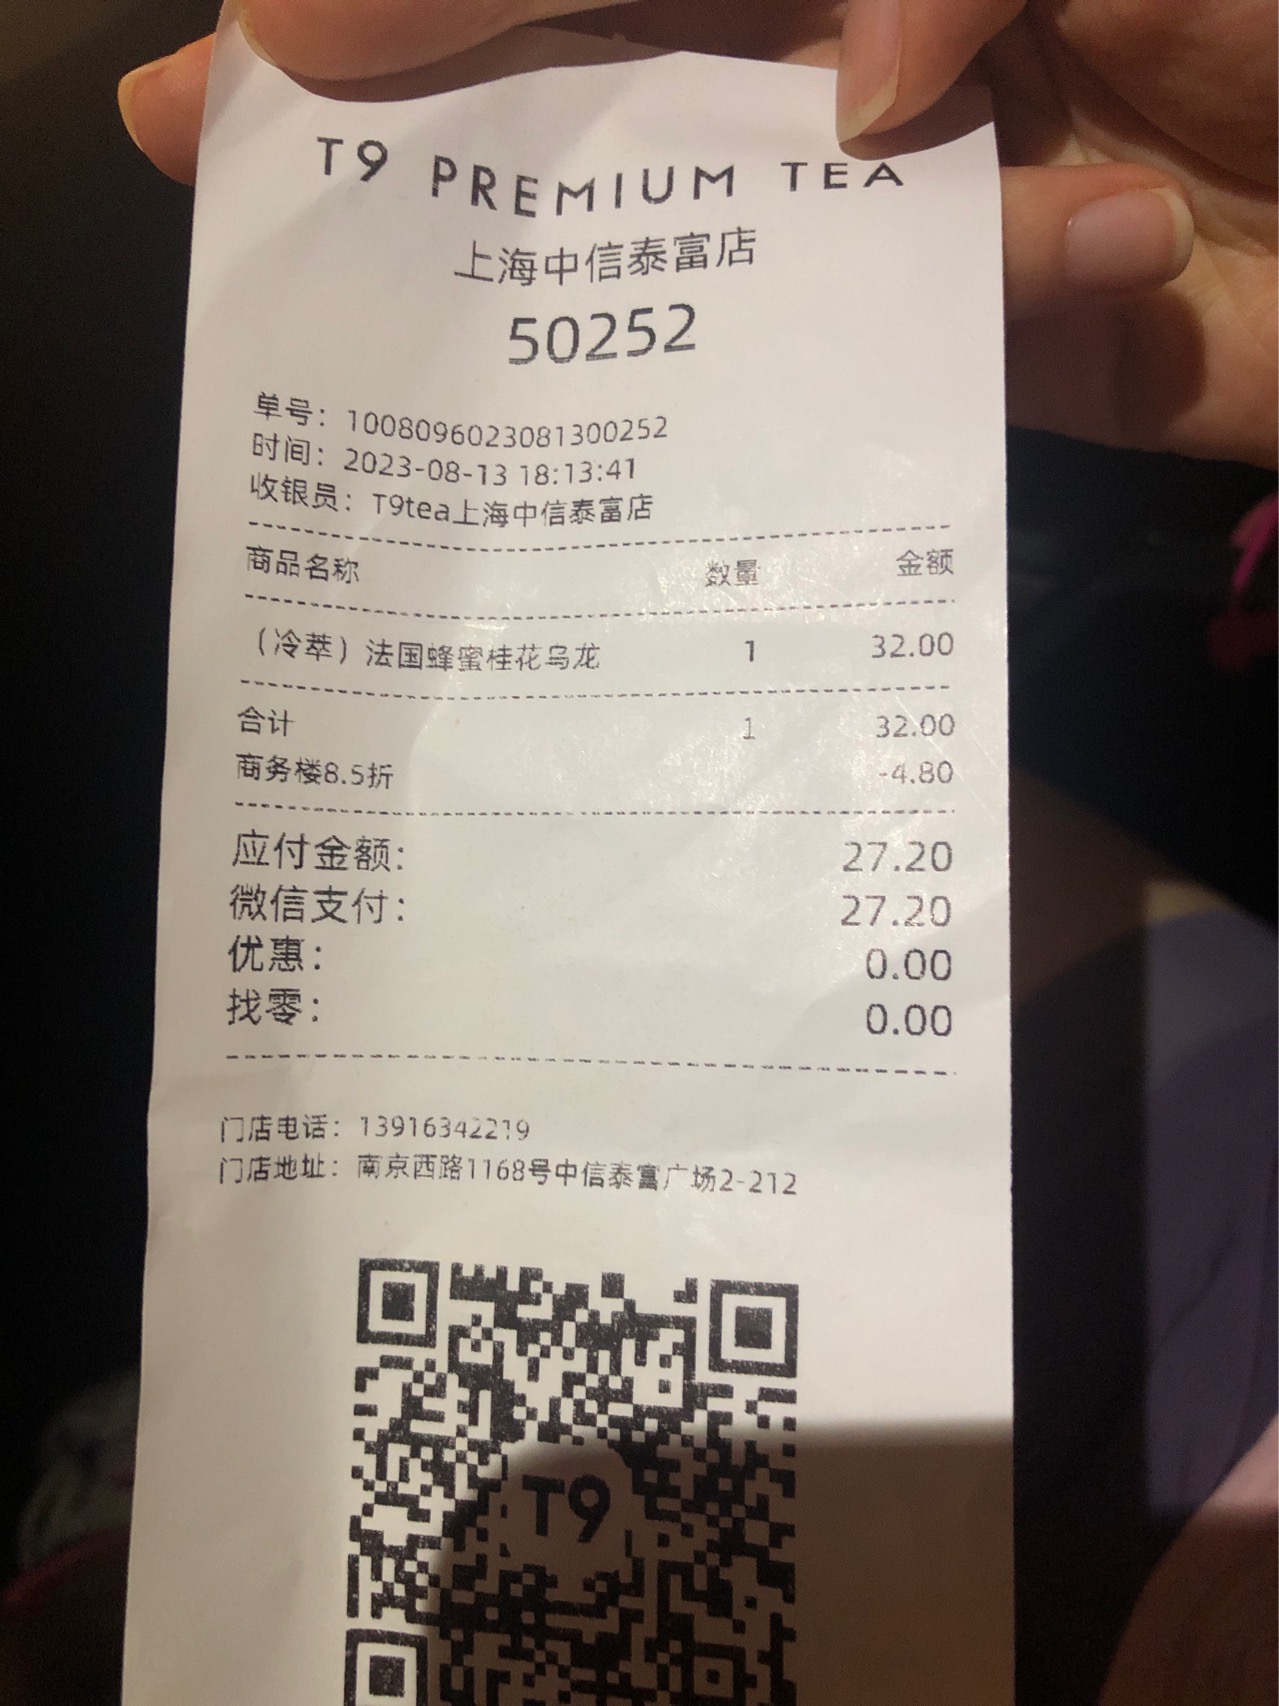 T9 PREMIUM TEA
上海中信泰富店
50252
单号：1008096023081300252
时间：2023-08-13 18:13:41
收银员：T9tea上海中信泰富店
商品名称 数量 金额
（冷萃）法国蜂蜜桂花乌龙 1 32.00
合计 1 32.00
商务楼8.5折 -4.80
应付金额： 27.20
微信支付： 27.20
优惠： 0.00
找零： 0.00
门店电话：13916342219
门店地址：南京西路1168号中信泰富广场2-212
T9